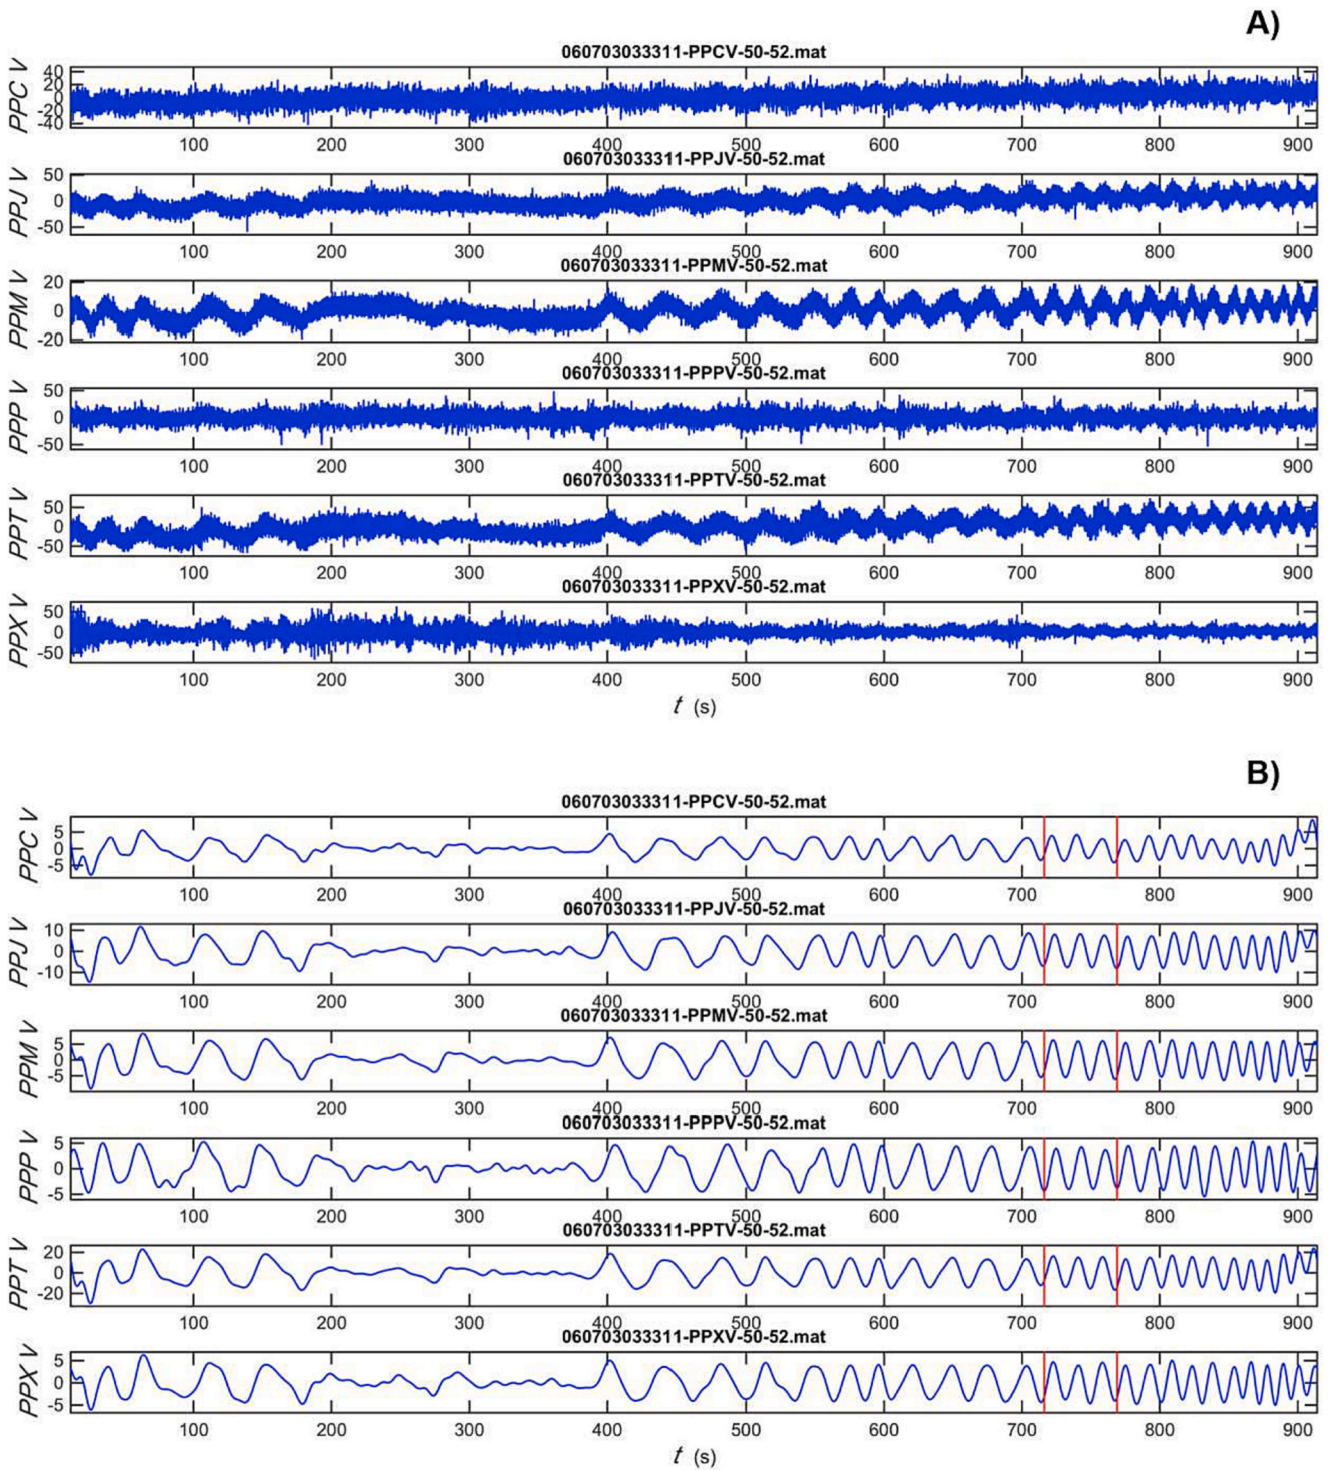 A)
060703033311-PPCV-50-52.mat
PPC V
40
20
0
-20
-40
100 200 300 400 500 600 700 800 900
060703033311-PPJV-50-52.mat
PPJ V
50
0
-50
100 200 300 400 500 600 700 800 900
060703033311-PPMV-50-52.mat
PPM V
20
0
-20
100 200 300 400 500 600 700 800 900
060703033311-PPPV-50-52.mat
PPP V
50
0
-50
100 200 300 400 500 600 700 800 900
060703033311-PPTV-50-52.mat
PPT V
50
0
-50
100 200 300 400 500 600 700 800 900
060703033311-PPXV-50-52.mat
PPX V
50
0
-50
100 200 300 400 500 600 700 800 900
t (s)
B)
060703033311-PPCV-50-52.mat
PPC V
5
0
-5
100 200 300 400 500 600 700 800 900
060703033311-PPJV-50-52.mat
PPJ V
10
0
-10
100 200 300 400 500 600 700 800 900
060703033311-PPMV-50-52.mat
PPM V
5
0
-5
100 200 300 400 500 600 700 800 900
060703033311-PPPV-50-52.mat
PPP V
5
0
-5
100 200 300 400 500 600 700 800 900
060703033311-PPTV-50-52.mat
PPT V
20
0
-20
100 200 300 400 500 600 700 800 900
060703033311-PPXV-50-52.mat
PPX V
5
0
-5
100 200 300 400 500 600 700 800 900
t (s)